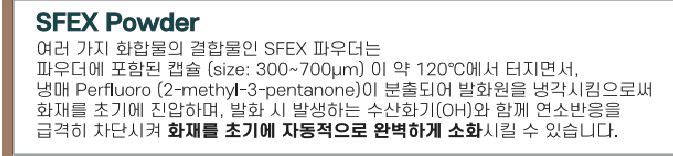 SFEX Powder
여러 가지 화합물의 결합물인 SFEX 파우더는
파우더에 포함된 캡슐 (size: 300~700μm) 이 약 120℃에서 터지면서,
냉매 Perfluoro (2-methyl-3-pentanone)이 분출되어 발화원을 냉각시킴으로써
화재를 초기에 진압하며, 발화 시 발생하는 수산화기(OH)와 함께 연소반응을
급격히 차단시켜 화재를 초기에 자동적으로 완벽하게 소화시킬 수 있습니다.